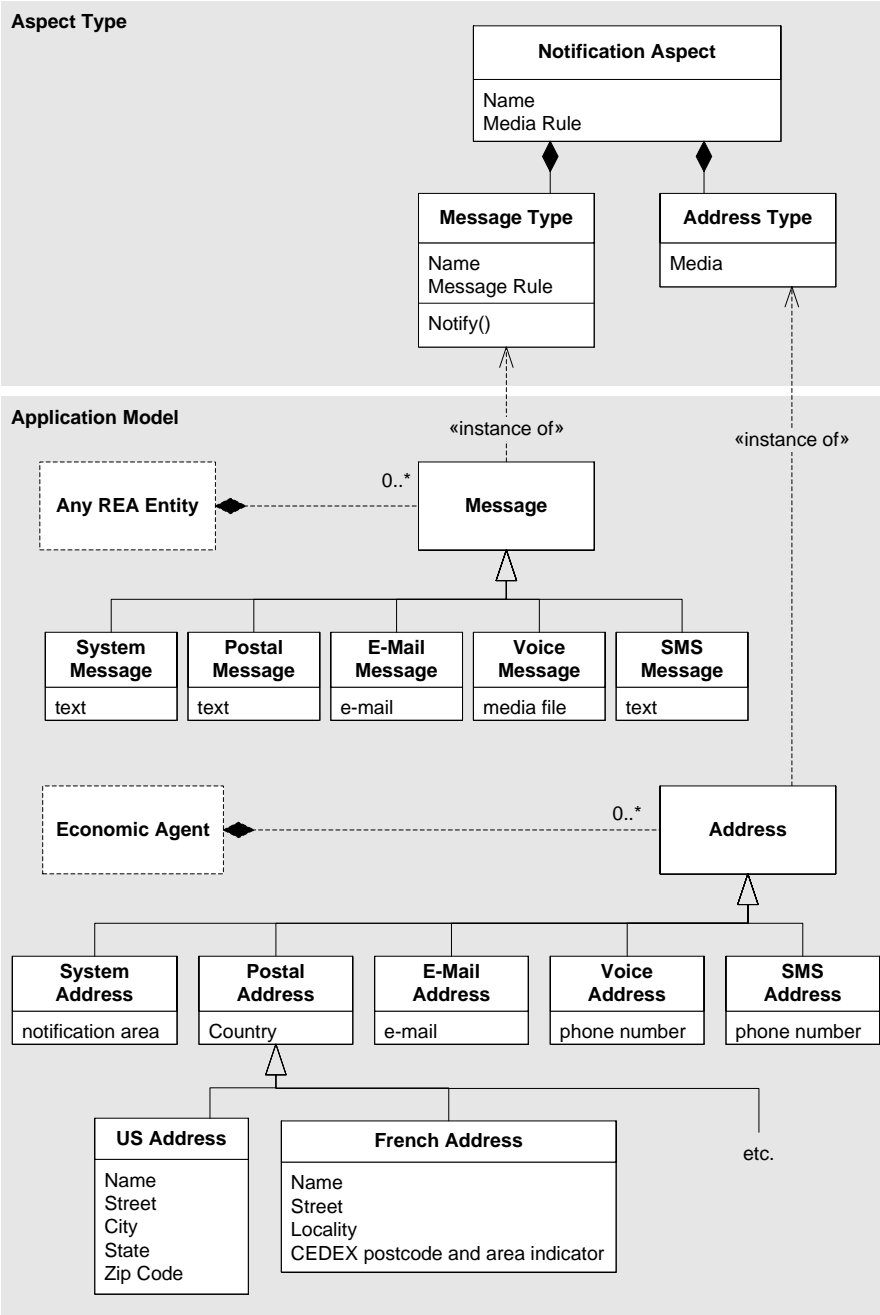 Aspect Type
Notification Aspect
Name
Media Rule
Message Type
Name
Message Rule
Notify()
Address Type
Media
Application Model
«instance of»
«instance of»
Any REA Entity
0..*
Message
System
Message
text
Postal
Message
text
E-Mail
Message
e-mail
Voice
Message
media file
SMS
Message
text
Economic Agent
0..*
Address
System
Address
notification area
Postal
Address
Country
E-Mail
Address
e-mail
Voice
Address
phone number
SMS
Address
phone number
US Address
Name
Street
City
State
Zip Code
French Address
Name
Street
Locality
CEDEX postcode and area indicator
etc.